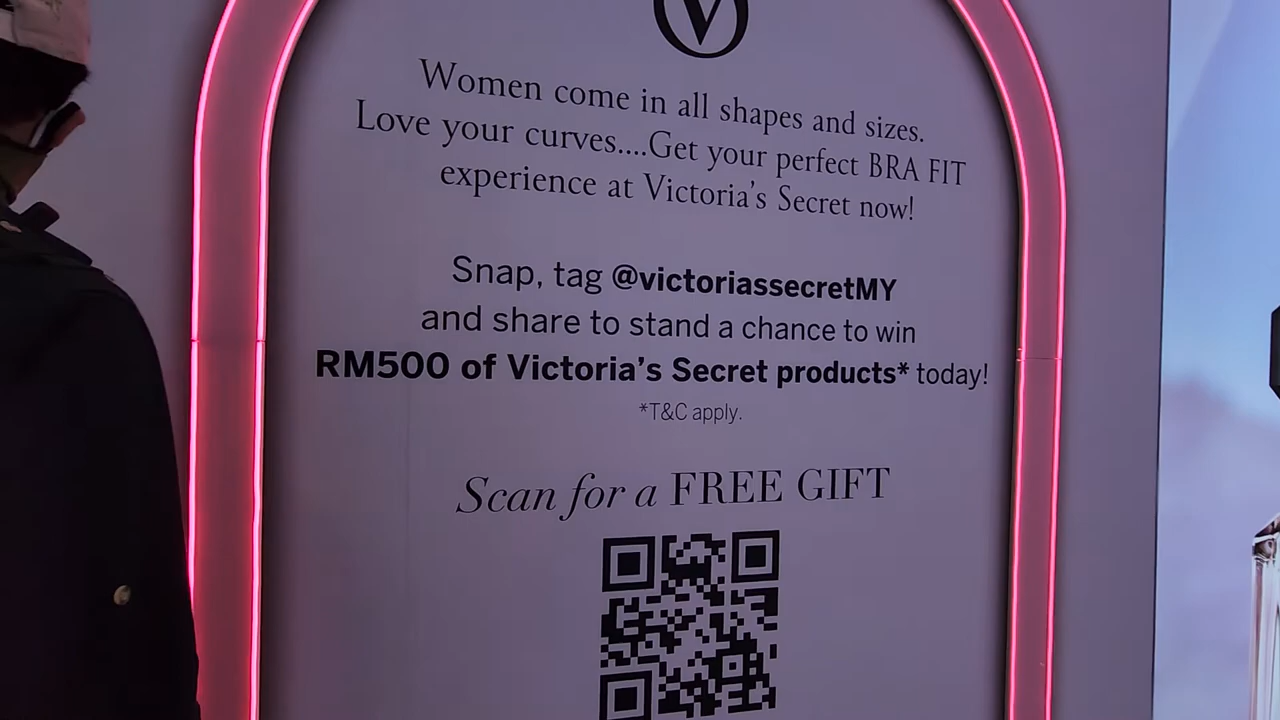 V
Women come in all shapes and sizes.
Love your curves....Get your perfect BRA FIT
experience at Victoria's Secret now!
Snap, tag @victoriassecretMY
and share to stand a chance to win
RM500 of Victoria's Secret products* today!
*T&C apply.
Scan for a FREE GIFT